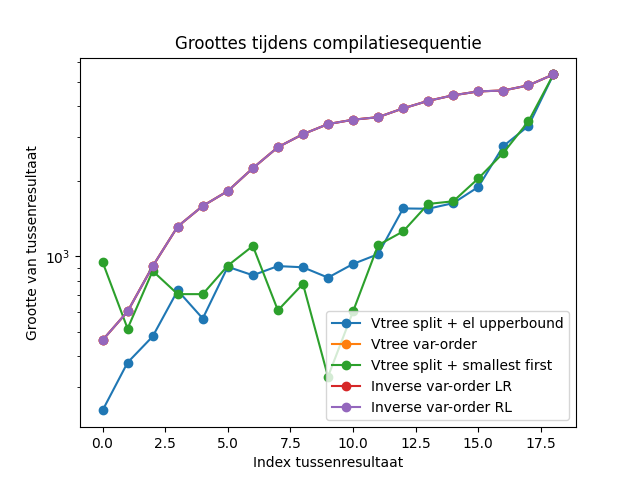 Groottes tijdens compilatiesequentie
Grootte van tussenresultaat
10³
Vtree split + el upperbound
Vtree var-order
Vtree split + smallest first
Inverse var-order LR
Inverse var-order RL
0.0 2.5 5.0 7.5 10.0 12.5 15.0 17.5
Index tussenresultaat